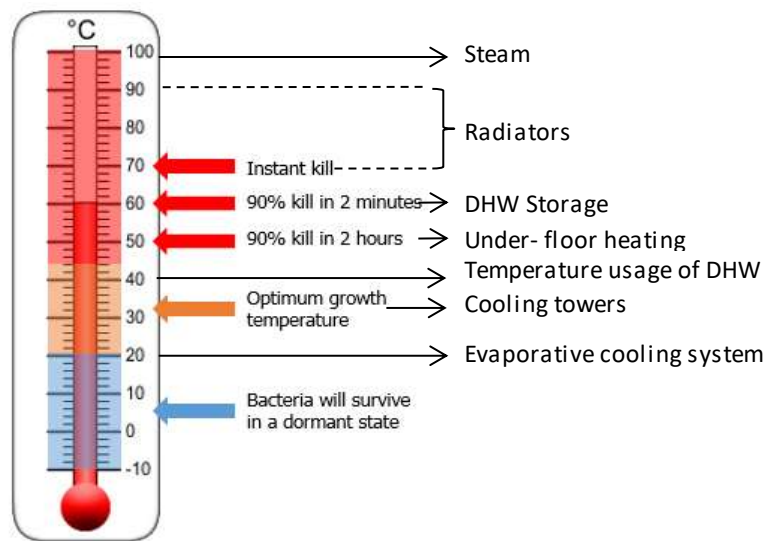 °C
100
Steam
90
80
Radiators
70
Instant kill
60
90% kill in 2 minutes
DHW Storage
50
90% kill in 2 hours
Under- floor heating
Temperature usage of DHW
40
Optimum growth
temperature
Cooling towers
30
20
Evaporative cooling system
10
Bacteria will survive
in a dormant state
0
-10